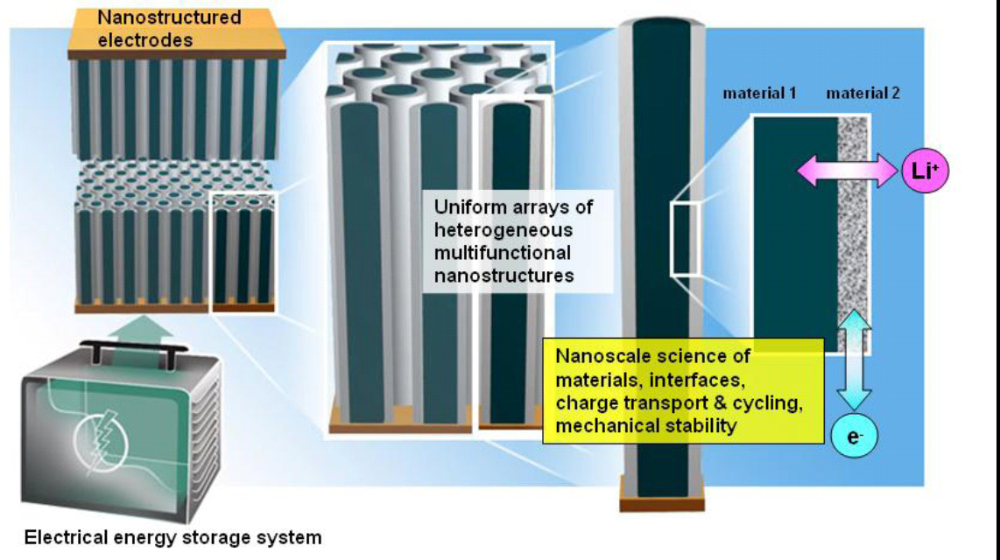 Nanostructured
electrodes
material 1
material 2
Li⁺
Uniform arrays of
heterogeneous
multifunctional
nanostructures
Nanoscale science of
materials, interfaces,
charge transport & cycling,
mechanical stability
e⁻
Electrical energy storage system